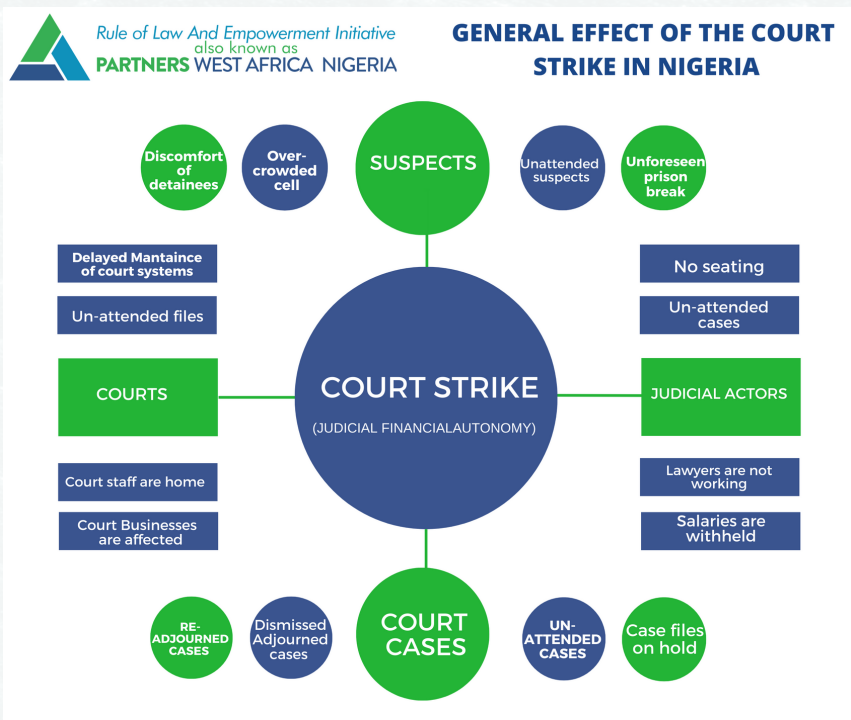 Rule of Law And Empowerment Initiative
also known as
PARTNERS WEST AFRICA NIGERIA
GENERAL EFFECT OF THE COURT
STRIKE IN NIGERIA
Discomfort
of
detainees
Over-
crowded
cell
SUSPECTS
Unattended
suspects
Unforeseen
prison
break
Delayed Mantaince
of court systems
Un-attended files
COURTS
Court staff are home
Court Businesses
are affected
COURT STRIKE
(JUDICIAL FINANCIALAUTONOMY)
No seating
Un-attended
cases
JUDICIAL ACTORS
Lawyers are not
working
Salaries are
withheld
RE-
ADJOURNED
CASES
Dismissed
Adjourned
cases
COURT
CASES
UN-
ATTENDED
CASES
Case files
on hold